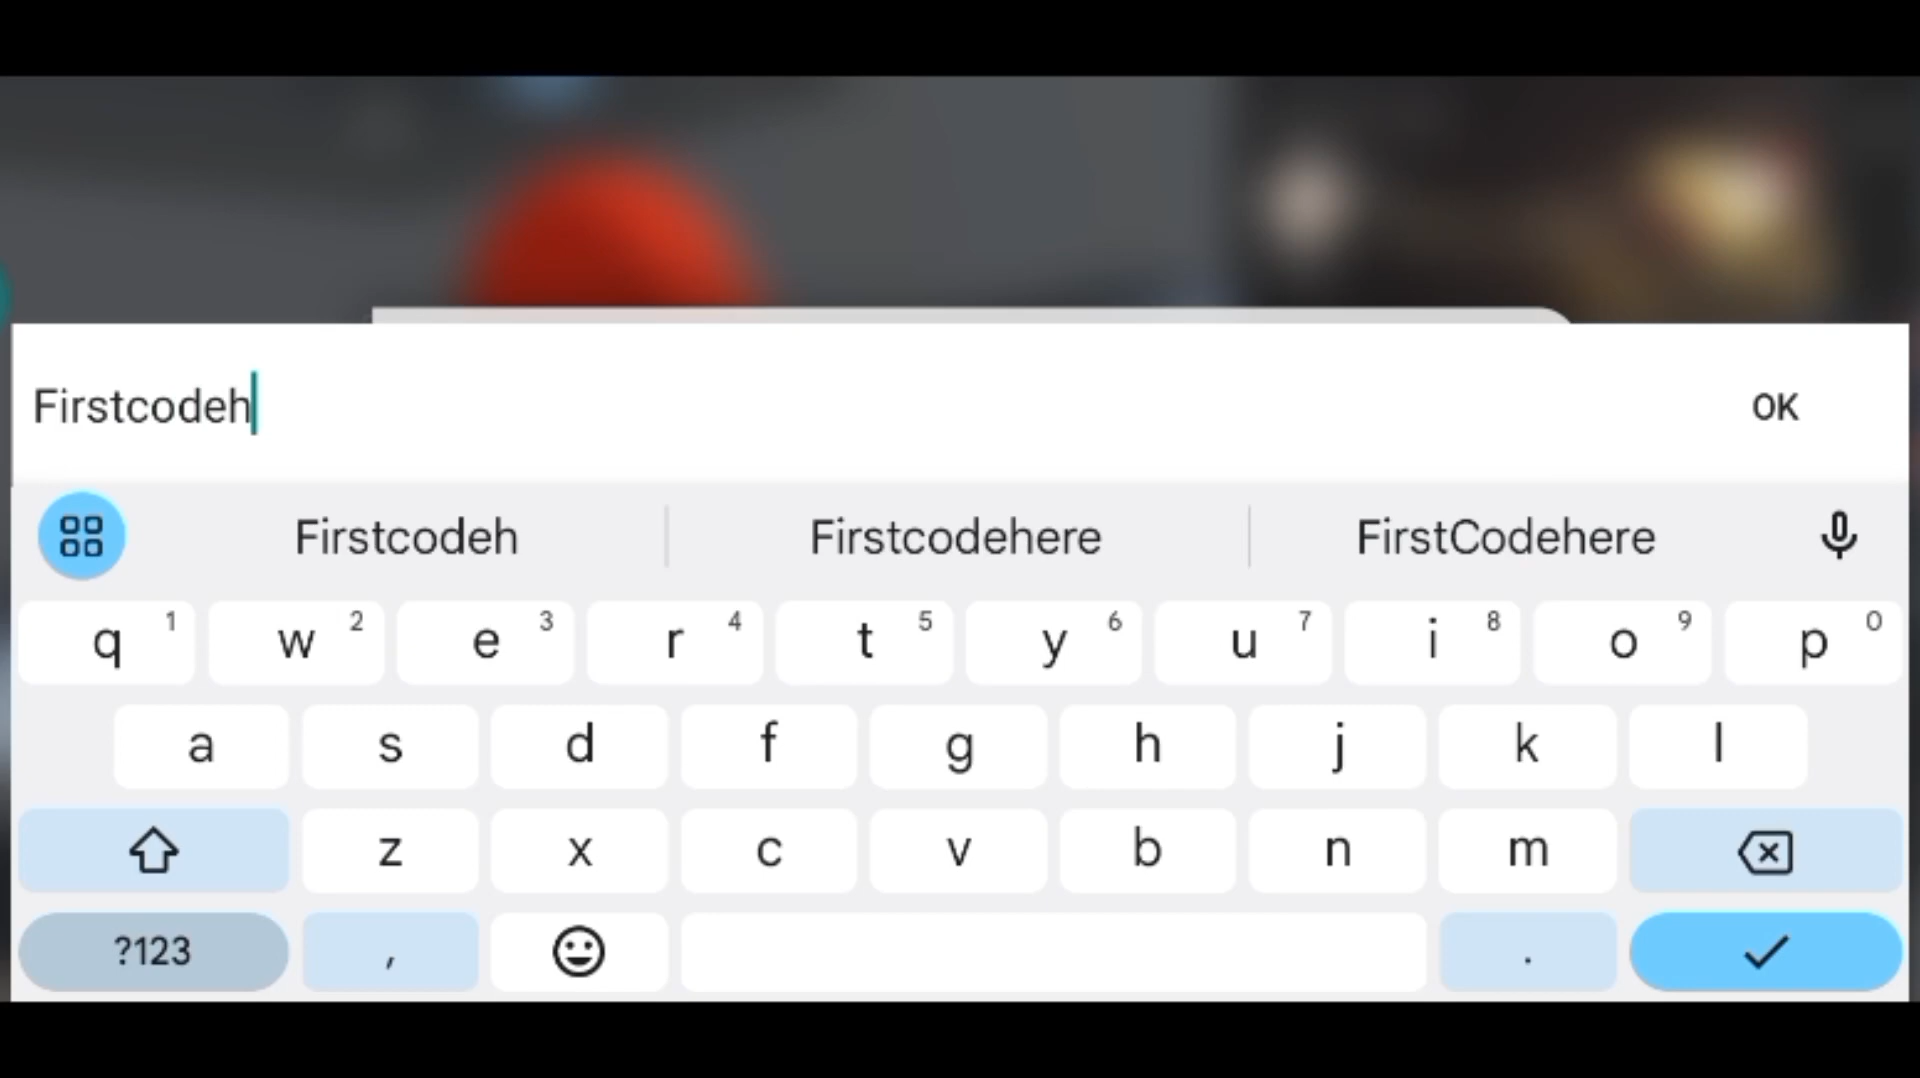 Firstcodeh OK
Firstcodeh Firstcodehere FirstCodehere
q 1 w 2 e 3 r 4 t 5 y 6 u 7 i 8 o 9 p 0
a s d f g h j k l
z x c v b n m
?123 , .